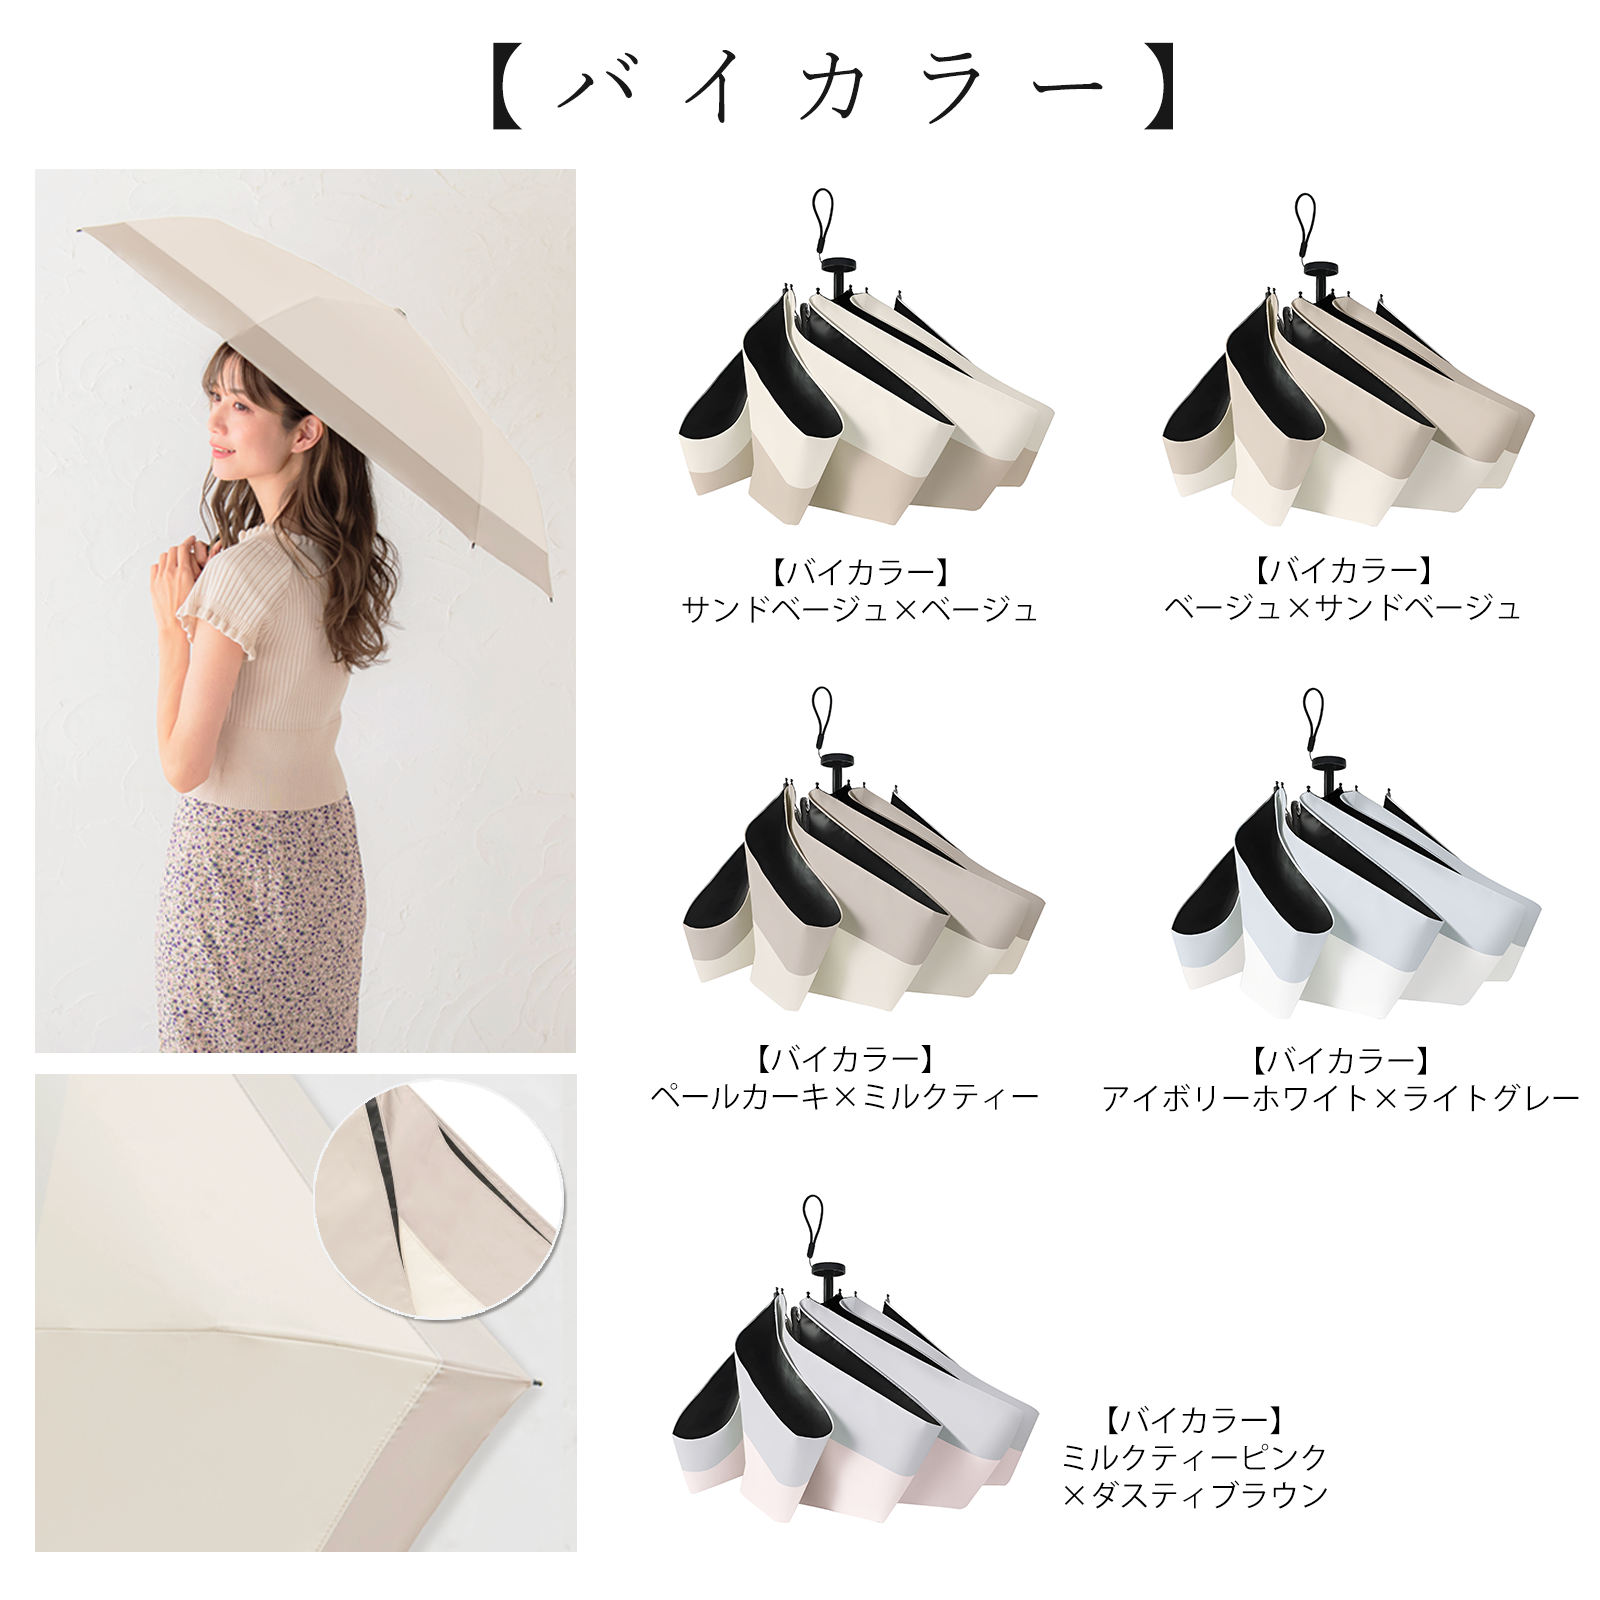 【バイカラー】
【バイカラー】
サンドベージュ×ベージュ
【バイカラー】
ベージュ×サンドベージュ
【バイカラー】
ペールカーキ×ミルクティー
【バイカラー】
アイボリーホワイト×ライトグレー
【バイカラー】
ミルクティーピンク
×ダスティブラウン